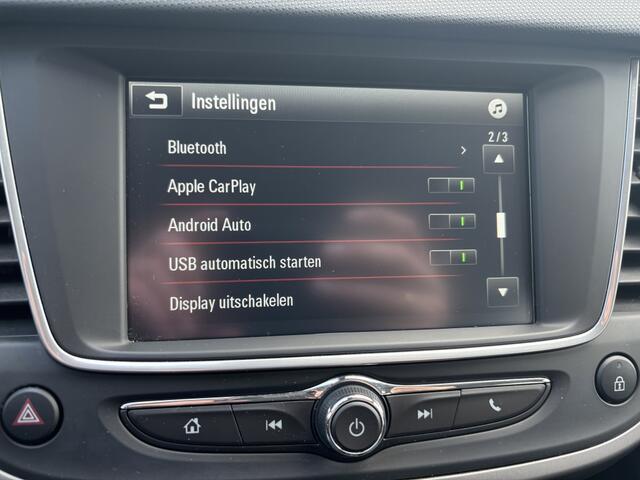 Instellingen
2/3
Bluetooth
Apple CarPlay
Android Auto
USB automatisch starten
Display uitschakelen